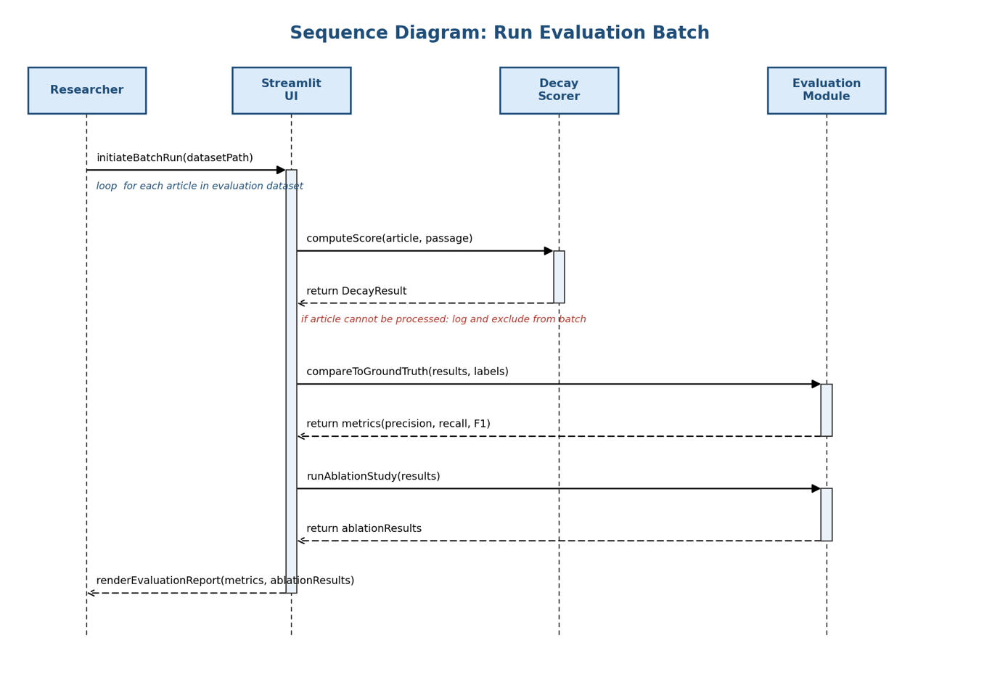 Sequence Diagram: Run Evaluation Batch
Researcher
Streamlit
UI
Decay
Scorer
Evaluation
Module
initiateBatchRun(datasetPath)
loop  for each article in evaluation dataset
computeScore(article, passage)
return DecayResult
if article cannot be processed: log and exclude from batch
compareToGroundTruth(results, labels)
return metrics(precision, recall, F1)
runAblationStudy(results)
return ablationResults
renderEvaluationReport(metrics, ablationResults)